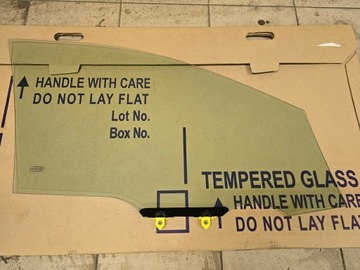 HANDLE WITH CARE
DO NOT LAY FLAT
Lot No.
Box No.
TEMPERED GLASS
HANDLE WITH CARE
DO NOT LAY FLAT